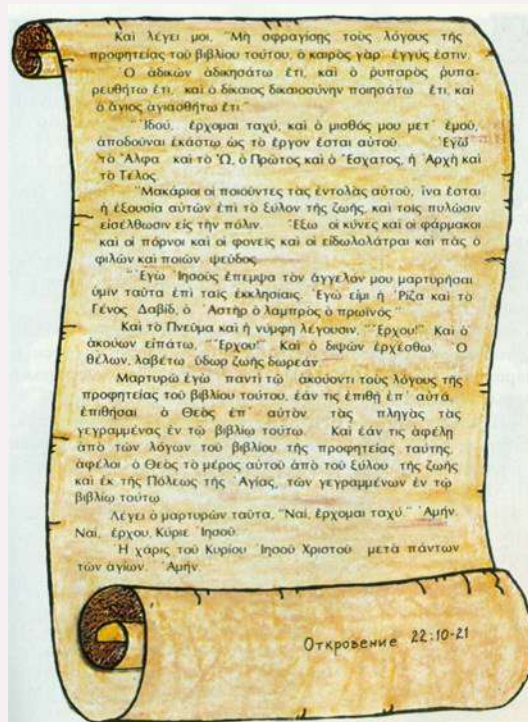 Καὶ λέγει μοι, “Μὴ σφραγίσῃς τοὺς λόγους τῆς
προφητείας τοῦ βιβλίου τούτου, ὁ καιρὸς γὰρ ἐγγύς ἐστιν.
Ὁ ἀδικῶν ἀδικησάτω ἔτι, καὶ ὁ ῥυπαρὸς ῥυπα-
ρευθήτω ἔτι, καὶ ὁ δίκαιος δικαιοσύνην ποιησάτω ἔτι, καὶ
ὁ ἅγιος ἁγιασθήτω ἔτι.”
“Ἰδού, ἔρχομαι ταχύ, καὶ ὁ μισθός μου μετ᾽ ἐμοῦ,
ἀποδοῦναι ἑκάστῳ ὡς τὸ ἔργον ἔσται αὐτοῦ. Ἐγὼ
τὸ Ἄλφα καὶ τὸ Ὦ, ὁ Πρῶτος καὶ ὁ Ἔσχατος, ἡ Ἀρχὴ καὶ
τὸ Τέλος.
“Μακάριοι οἱ ποιοῦντες τὰς ἐντολὰς αὐτοῦ, ἵνα ἔσται
ἡ ἐξουσία αὐτῶν ἐπὶ τὸ ξύλον τῆς ζωῆς, καὶ τοῖς πυλῶσιν
εἰσέλθωσιν εἰς τὴν πόλιν. Ἔξω οἱ κύνες καὶ οἱ φάρμακοι
καὶ οἱ πόρνοι καὶ οἱ φονεῖς καὶ οἱ εἰδωλολάτραι καὶ πᾶς ὁ
φιλῶν καὶ ποιῶν ψεῦδος.
“Ἐγὼ Ἰησοῦς ἔπεμψα τὸν ἄγγελόν μου μαρτυρῆσαι
ὑμῖν ταῦτα ἐπὶ ταῖς ἐκκλησίαις. Ἐγώ εἰμι ἡ Ῥίζα καὶ τὸ
Γένος Δαβίδ, ὁ Ἀστὴρ ὁ λαμπρὸς ὁ πρωϊνός.”
Καὶ τὸ Πνεῦμα καὶ ἡ νύμφη λέγουσιν, “Ἔρχου!” Καὶ ὁ
ἀκούων εἰπάτω, “Ἔρχου!” Καὶ ὁ διψῶν ἐρχέσθω. Ὁ
θέλων, λαβέτω ὕδωρ ζωῆς δωρεάν.
Μαρτυρῶ ἐγὼ παντὶ τῷ ἀκούοντι τοὺς λόγους τῆς
προφητείας τοῦ βιβλίου τούτου, ἐάν τις ἐπιθῇ ἐπ᾽ αὐτά,
ἐπιθήσαι ὁ Θεὸς ἐπ᾽ αὐτὸν τὰς πληγὰς τὰς
γεγραμμένας ἐν τῷ βιβλίῳ τούτῳ. Καὶ ἐάν τις ἀφέλῃ
ἀπὸ τῶν λόγων τοῦ βιβλίου τῆς προφητείας ταύτης,
ἀφέλοι ὁ Θεὸς τὸ μέρος αὐτοῦ ἀπὸ τοῦ ξύλου τῆς ζωῆς
καὶ ἐκ τῆς Πόλεως τῆς Ἁγίας, τῶν γεγραμμένων ἐν τῷ
βιβλίῳ τούτῳ.
Λέγει ὁ μαρτυρῶν ταῦτα, “Ναί, ἔρχομαι ταχύ.” Ἀμήν.
Ναί, ἔρχου, Κύριε Ἰησοῦ.
Ἡ χάρις τοῦ Κυρίου Ἰησοῦ Χριστοῦ μετὰ πάντων
τῶν ἁγίων. Ἀμήν.
Откровение 22:10-21